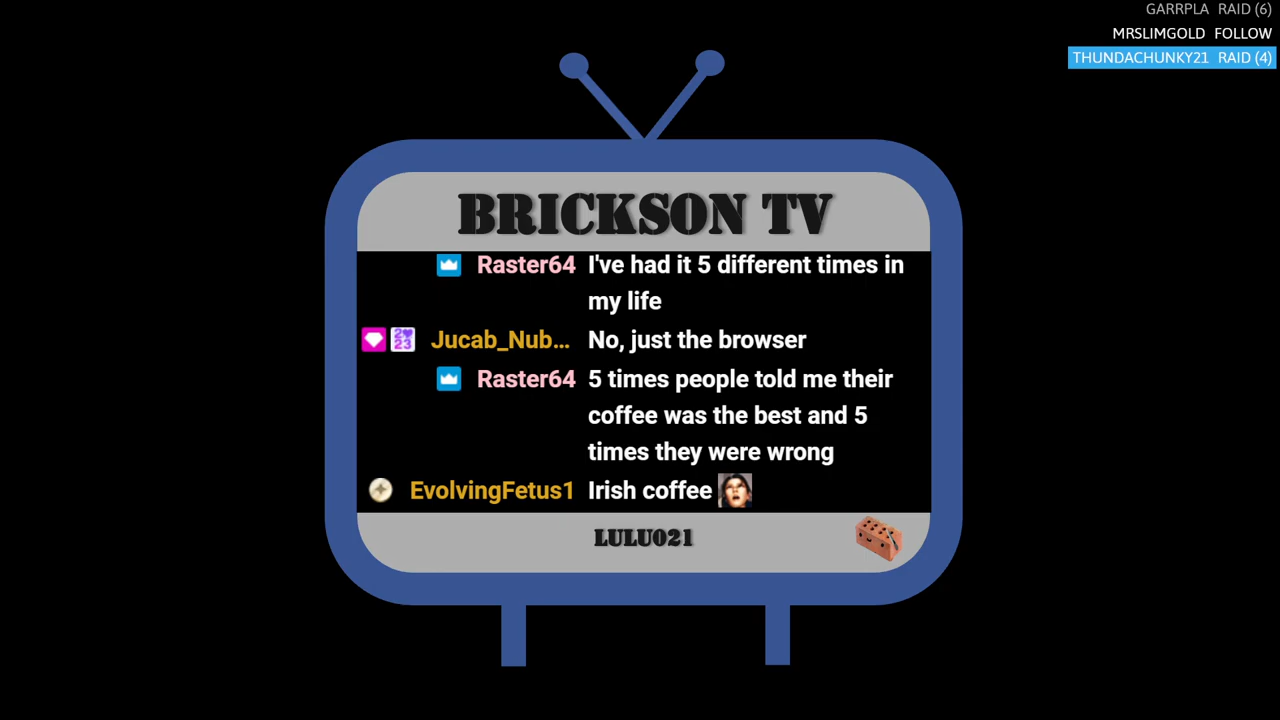 GARRPLA RAID (6)
MRSLIMGOLD FOLLOW
THUNDACHUNKY21 RAID (4)
BRICKSON TV
Raster64 I've had it 5 different times in
my life
2023 Jucab_Nub... No, just the browser
Raster64 5 times people told me their
coffee was the best and 5
times they were wrong
EvolvingFetus1 Irish coffee
LULU021